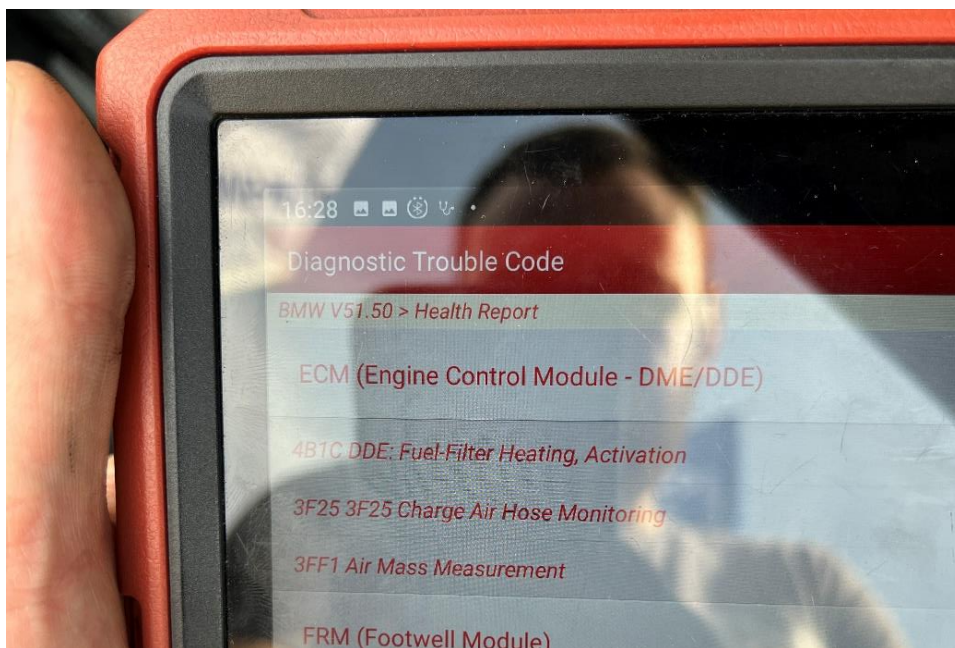 16:28
Diagnostic Trouble Code
BMW V51.50 > Health Report
ECM (Engine Control Module - DME/DDE)
4B1C DDE: Fuel-Filter Heating, Activation
3F25 3F25 Charge Air Hose Monitoring
3FF1 Air Mass Measurement
FRM (Footwell Module)